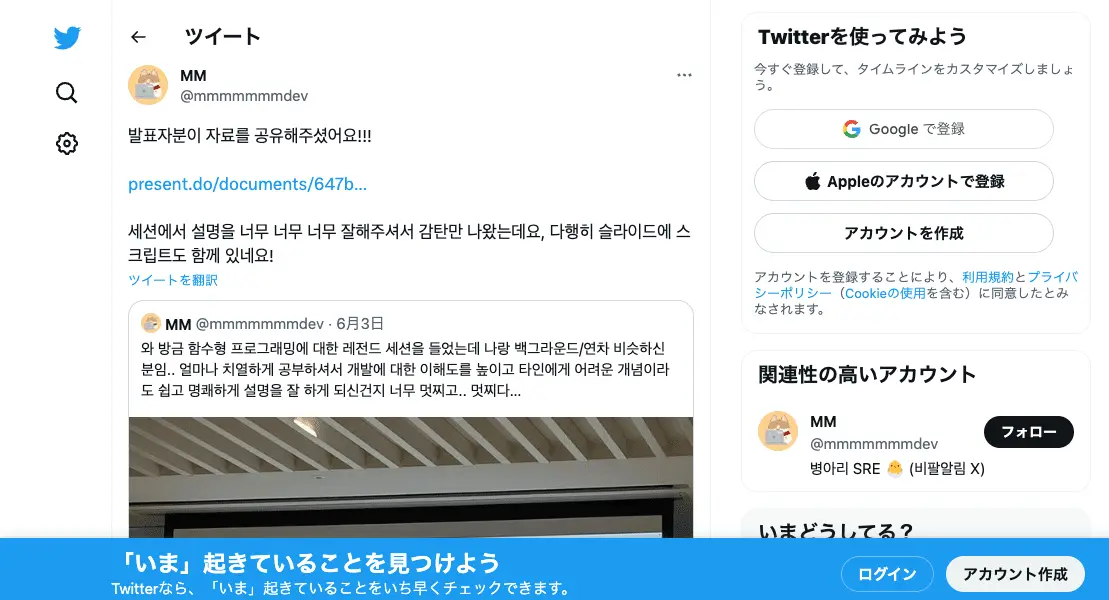 ツイート
MM
@mmmmmmmdev
발표자분이 자료를 공유해주셨어요!!!
present.do/documents/647b...
세션에서 설명을 너무 너무 너무 잘해주셔서 감탄만 나왔는데요, 다행히 슬라이드에 스
크립트도 함께 있네요!
ツイートを翻訳
MM @mmmmmmmdev · 6月3日
와 방금 함수형 프로그래밍에 대한 레전드 세션을 들었는데 나랑 백그라운드/연차 비슷하신
분임.. 얼마나 치열하게 공부하셔서 개발에 대한 이해도를 높이고 타인에게 어려운 개념이라
도 쉽고 명쾌하게 설명을 잘 하게 되신건지 너무 멋찌고.. 멋찌다...
Twitterを使ってみよう
今すぐ登録して、タイムラインをカスタマイズしましょ
う。
Google で登録
Appleのアカウントで登録
アカウントを作成
アカウントを登録することにより、利用規約とプライバ
シーポリシー（Cookieの使用を含む）に同意したとみ
なされます。
関連性の高いアカウント
MM
@mmmmmmmdev
フォロー
병아리 SRE 🐣 (비팔알림 X)
いまどうしてる？
「いま」起きていることを見つけよう
Twitterなら、「いま」起きていることをいち早くチェックできます。
ログイン
アカウント作成